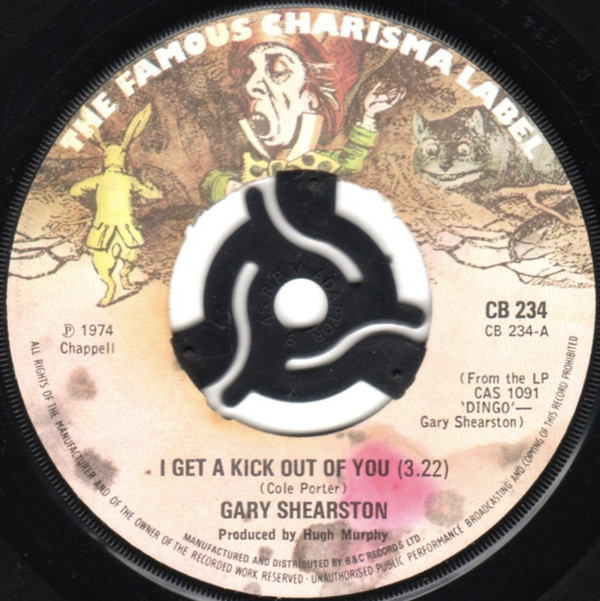 THE FAMOUS CHARISMA LABEL
CB 234
CB 234-A
℗ 1974
Chappell
(From the LP
CAS 1091
'DINGO'—
Gary Shearston)
I GET A KICK OUT OF YOU (3.22)
(Cole Porter)
GARY SHEARSTON
Produced by Hugh Murphy
MANUFACTURED AND DISTRIBUTED BY B&C RECORDS LTD.
ALL RIGHTS OF THE MANUFACTURER AND OF THE OWNER OF THE RECORDED WORK RESERVED · UNAUTHORISED PUBLIC PERFORMANCE BROADCASTING AND COPYING OF THIS RECORD PROHIBITED